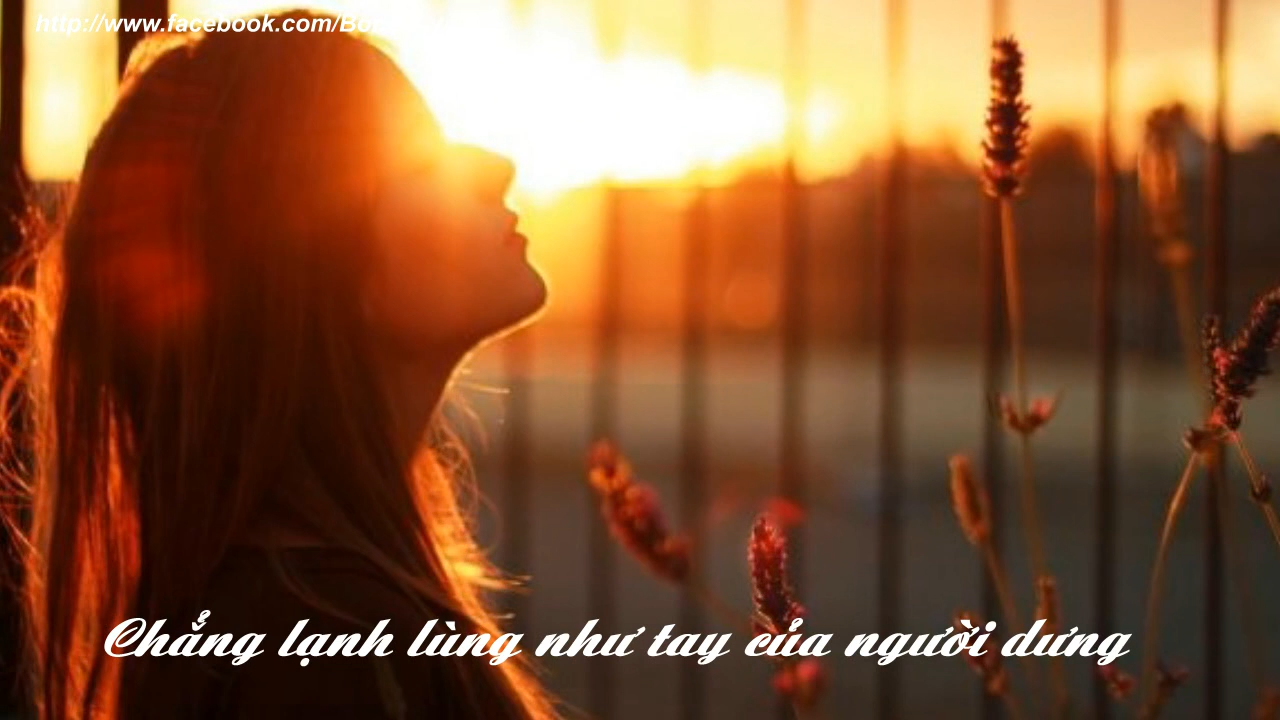 http://www.facebook.com/Bo
Chẳng lạnh lùng như tay của người dưng